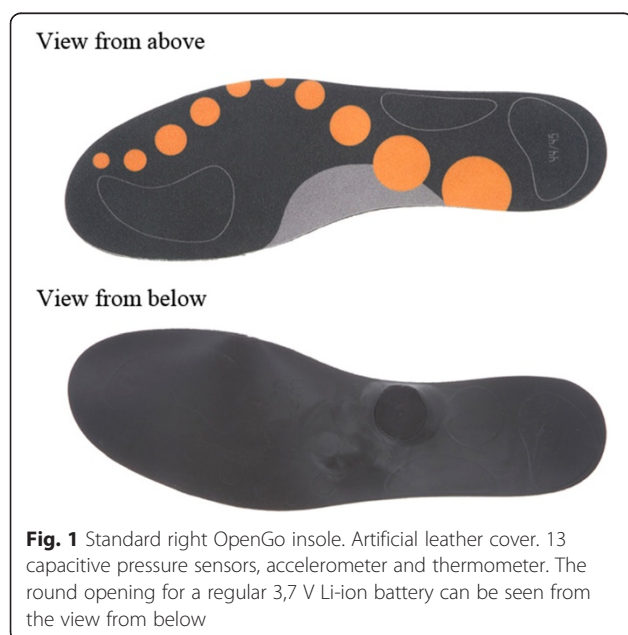 View from above
44/45
View from below
Fig. 1 Standard right OpenGo insole. Artificial leather cover. 13
capacitive pressure sensors, accelerometer and thermometer. The
round opening for a regular 3,7 V Li-ion battery can be seen from
the view from below